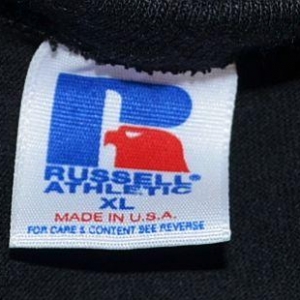 R
RUSSELL®
ATHLETIC
XL
MADE IN U.S.A.
FOR CARE & CONTENT SEE REVERSE